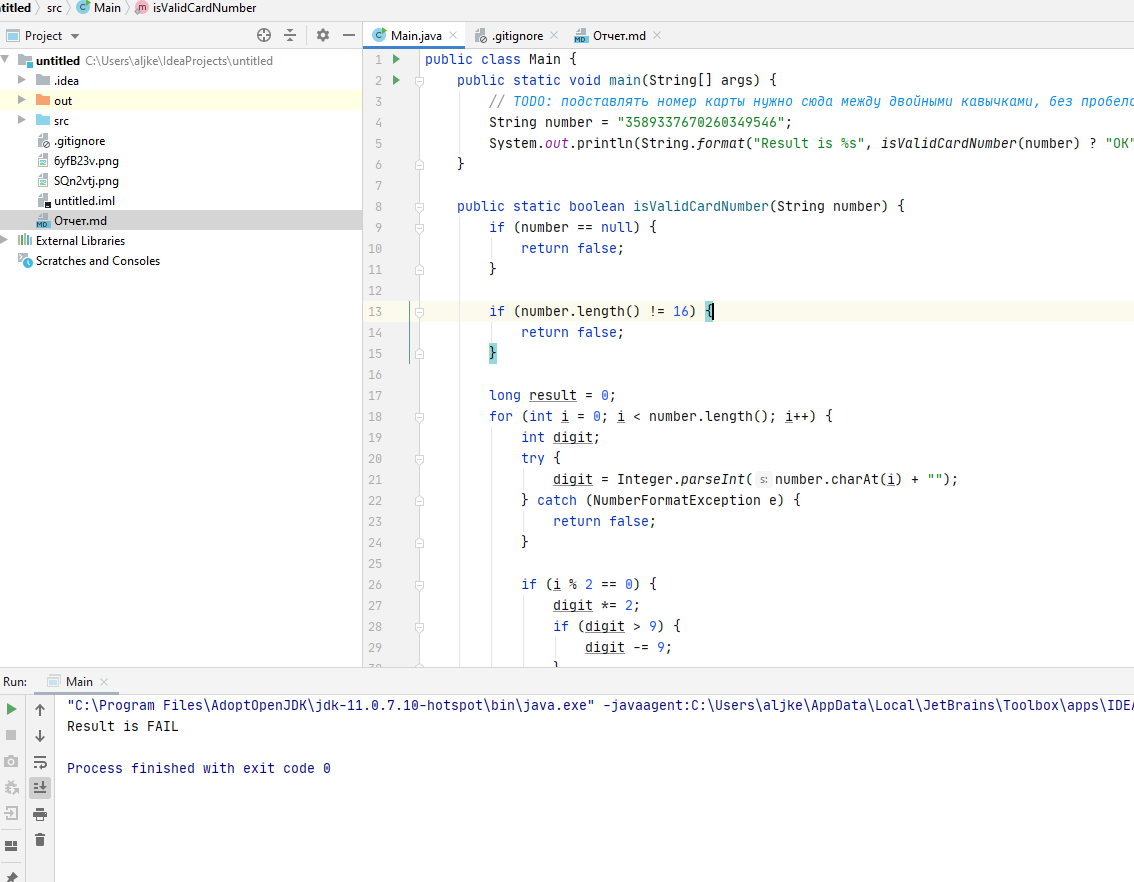 ntitled src Main isValidCardNumber
Project
Main.java .gitignore Отчет.md
untitled C:\Users\aljke\IdeaProjects\untitled
.idea
out
src
.gitignore
6yfB23v.png
SQn2vtj.png
untitled.iml
Отчет.md
External Libraries
Scratches and Consoles
1 public class Main {
2 public static void main(String[] args) {
3 // TODO: подставлять номер карты нужно сюда между двойными кавычками, без пробело
4 String number = "3589337670260349546";
5 System.out.println(String.format("Result is %s", isValidCardNumber(number) ? "OK"
6 }
7
8 public static boolean isValidCardNumber(String number) {
9 if (number == null) {
10 return false;
11 }
12
13 if (number.length() != 16) {
14 return false;
15 }
16
17 long result = 0;
18 for (int i = 0; i < number.length(); i++) {
19 int digit;
20 try {
21 digit = Integer.parseInt( s: number.charAt(i) + "");
22 } catch (NumberFormatException e) {
23 return false;
24 }
25
26 if (i % 2 == 0) {
27 digit *= 2;
28 if (digit > 9) {
29 digit -= 9;
30 }
Run: Main
"C:\Program Files\AdoptOpenJDK\jdk-11.0.7.10-hotspot\bin\java.exe" -javaagent:C:\Users\aljke\AppData\Local\JetBrains\Toolbox\apps\IDEA
Result is FAIL
Process finished with exit code 0